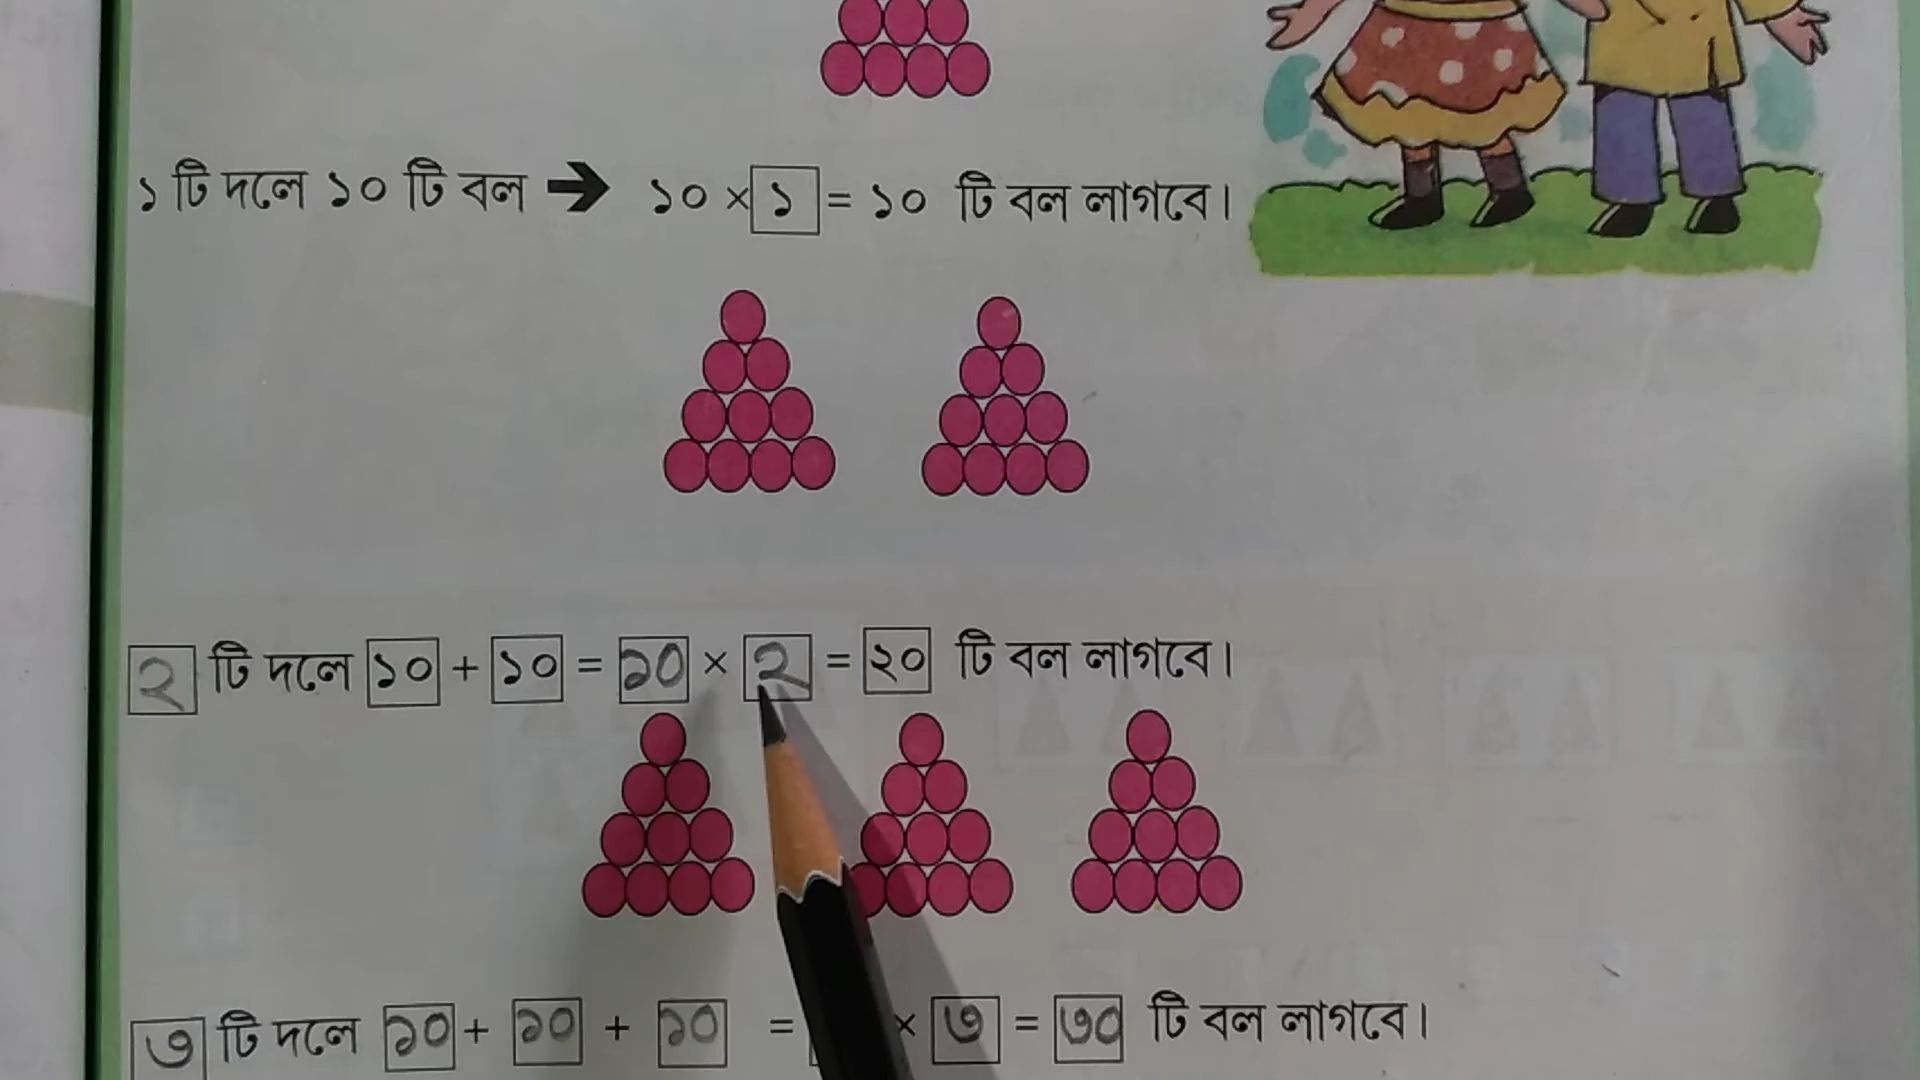 ১ টি দলে ১০ টি বল ➔ ১০ × ১ = ১০ টি বল লাগবে।
২ টি দলে ১০ + ১০ = ১০ × ২ = ২০ টি বল লাগবে।
৩ টি দলে ১০ + ১০ + ১০ = × ৩ = ৩০ টি বল লাগবে।